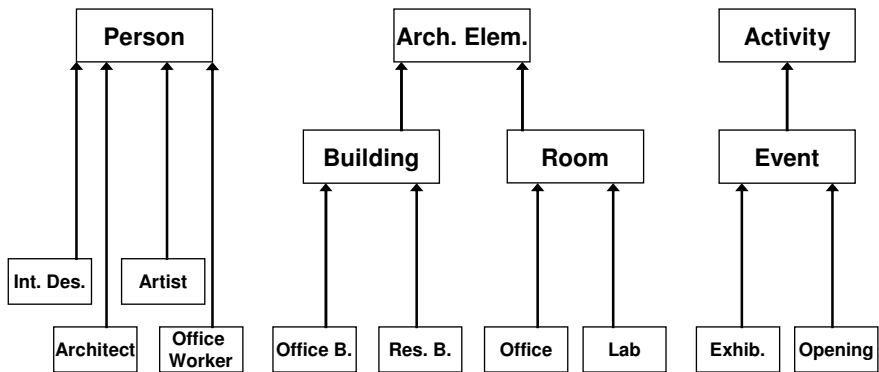 Person
Arch. Elem.
Activity
Building
Room
Event
Int. Des.
Artist
Architect
Office
Worker
Office B.
Res. B.
Office
Lab
Exhib.
Opening